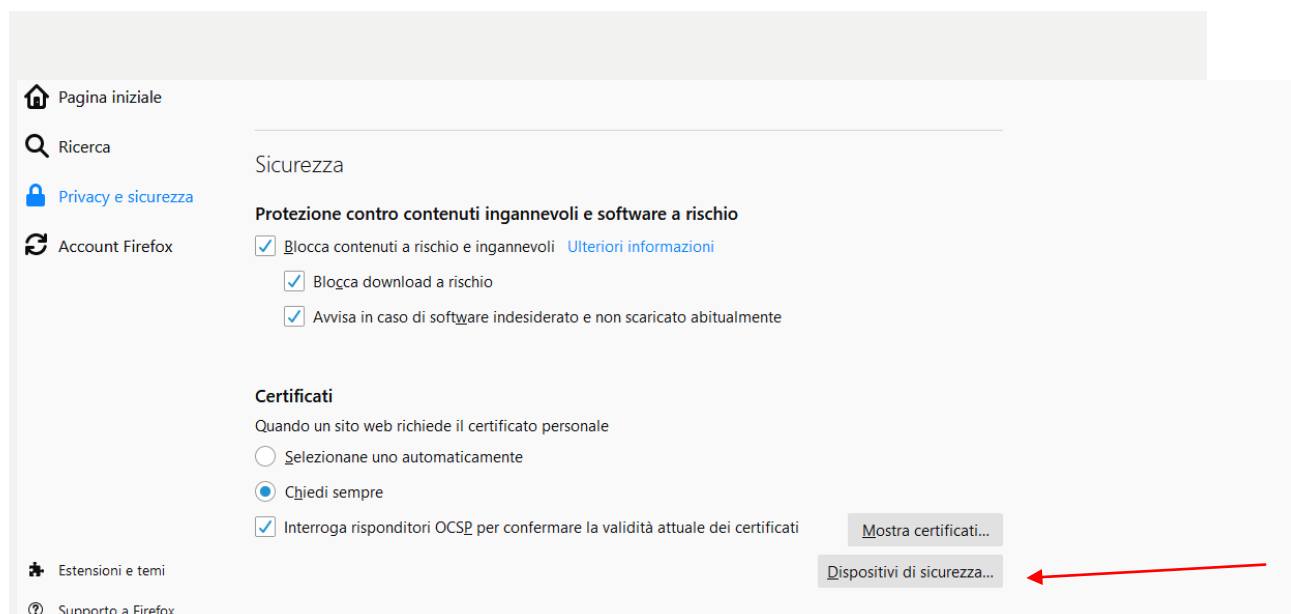 Pagina iniziale
Ricerca
Privacy e sicurezza
Account Firefox
Sicurezza
Protezione contro contenuti ingannevoli e software a rischio
Blocca contenuti a rischio e ingannevoli Ulteriori informazioni
Blocca download a rischio
Avvisa in caso di software indesiderato e non scaricato abitualmente
Certificati
Quando un sito web richiede il certificato personale
Selezionane uno automaticamente
Chiedi sempre
Interroga risponditori OCSP per confermare la validità attuale dei certificati
Mostra certificati...
Dispositivi di sicurezza...
Estensioni e temi
Supporto a Firefox